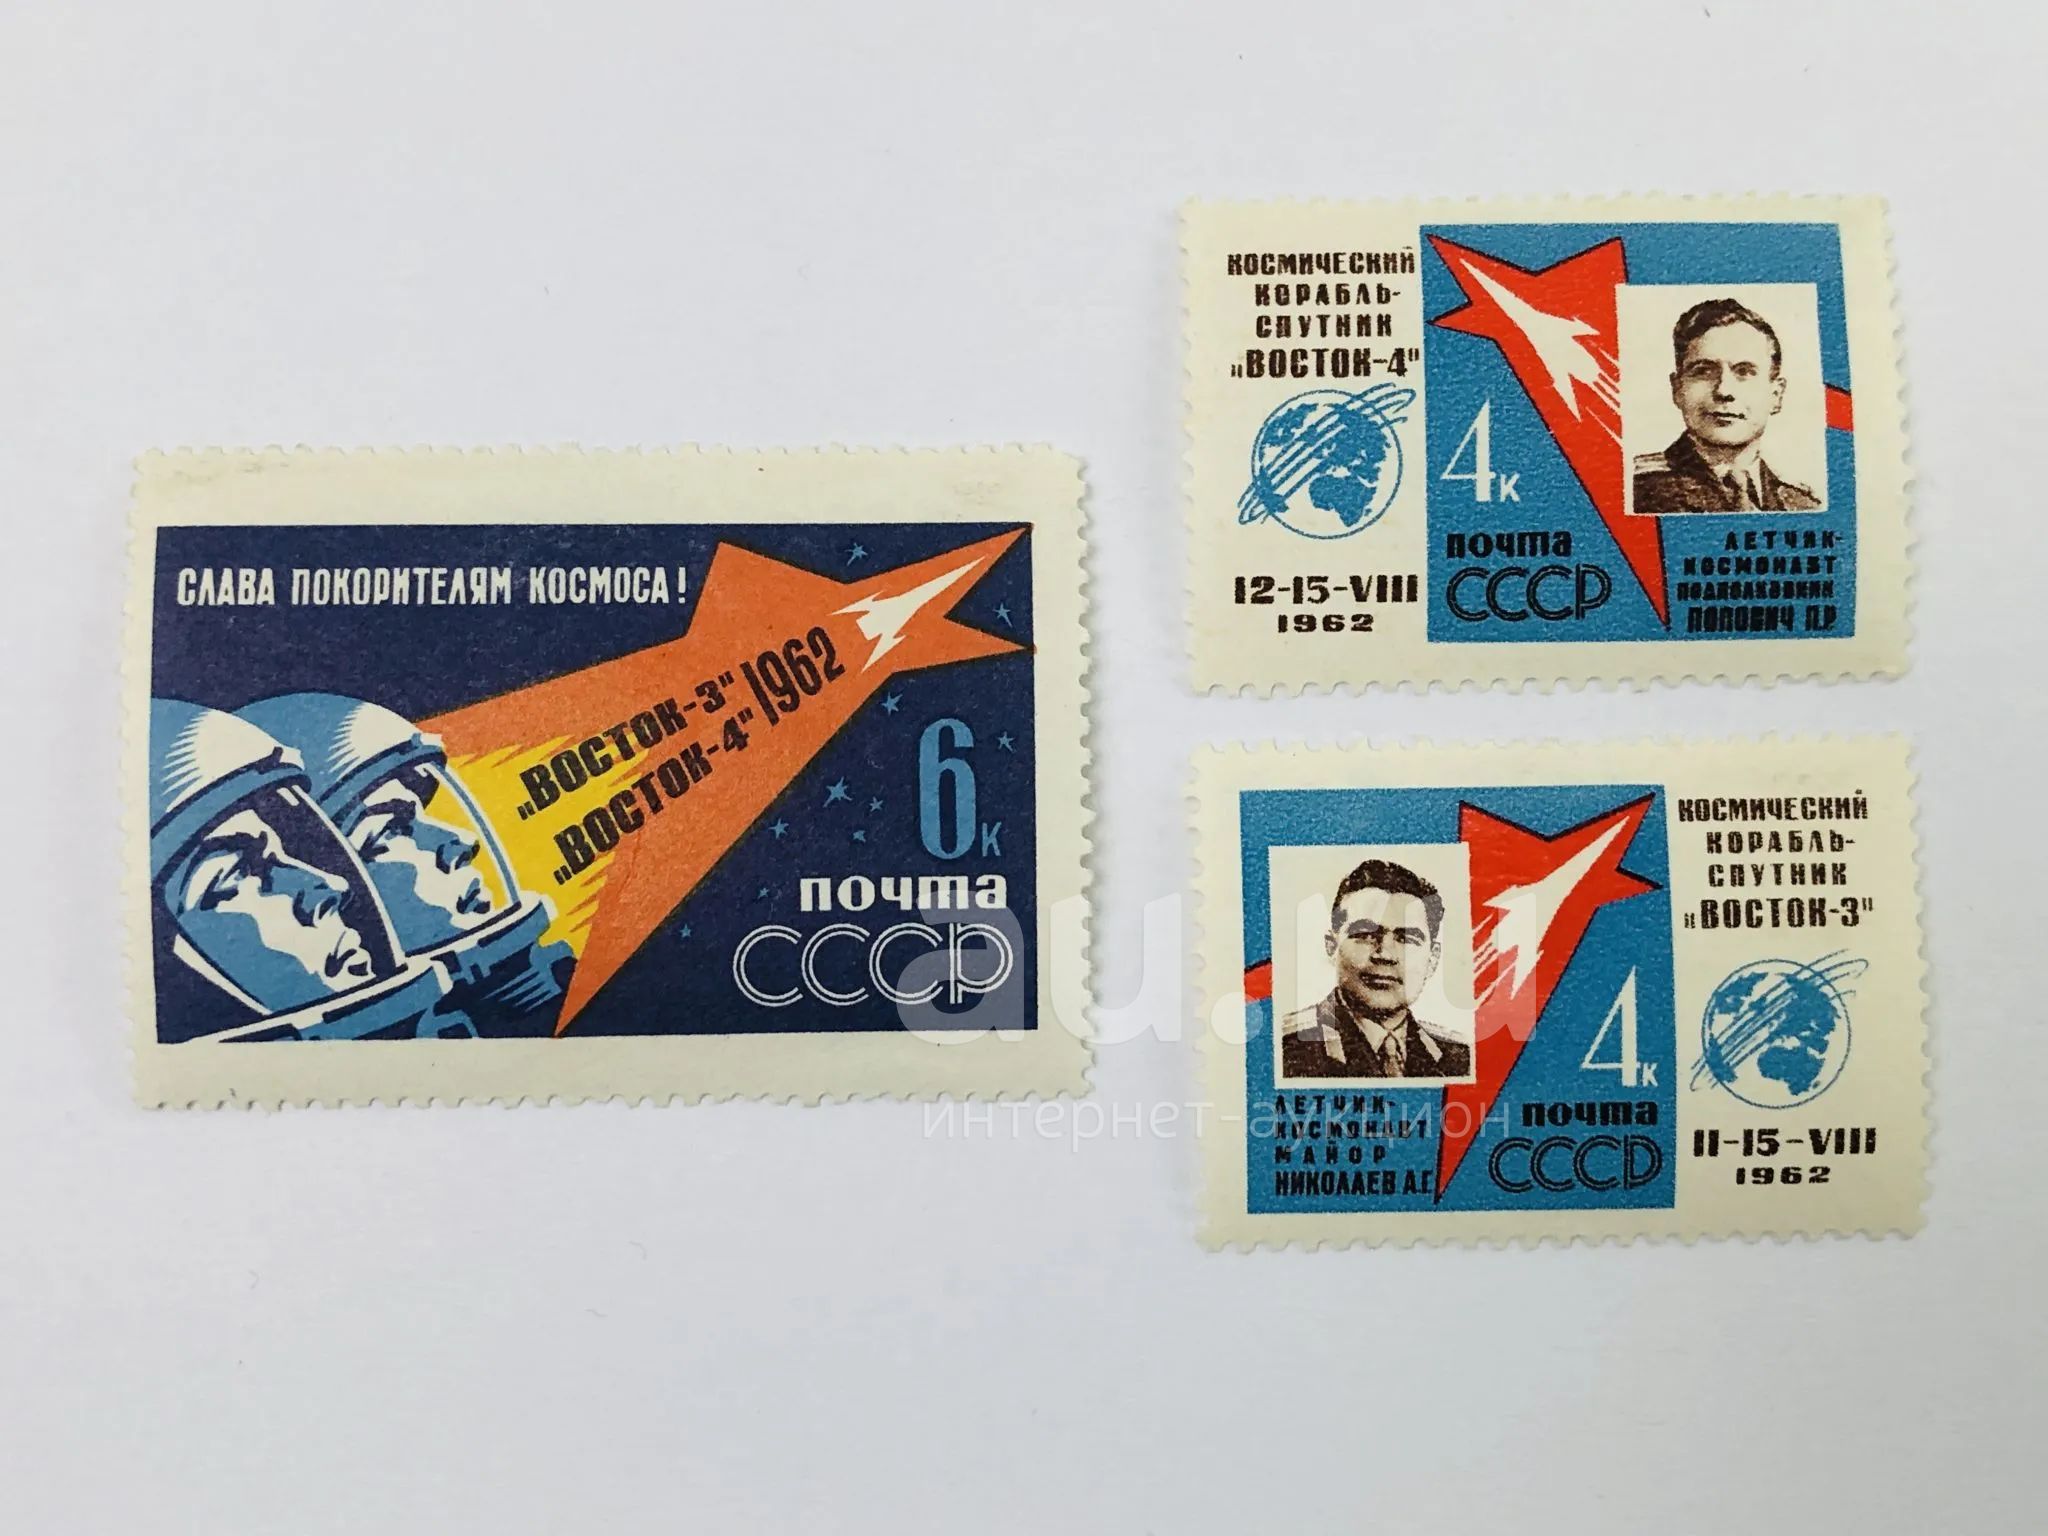 СЛАВА ПОКОРИТЕЛЯМ КОСМОСА!
„ВОСТОК-3"
„ВОСТОК-4" 1962
6к
почта
СССР
КОСМИЧЕСКИЙ
КОРАБЛЬ-
СПУТНИК
„ВОСТОК-4"
12-15-VIII
1962
4к
почта
СССР
ЛЕТЧИК-
КОСМОНАВТ
ПОДПОЛКОВНИК
ПОПОВИЧ П.Р.
ЛЕТЧИК-
КОСМОНАВТ
МАЙОР
НИКОЛАЕВ А.Г.
4к
почта
СССР
КОСМИЧЕСКИЙ
КОРАБЛЬ-
СПУТНИК
„ВОСТОК-3"
11-15-VIII
1962
au.ru
интернет-аукцион